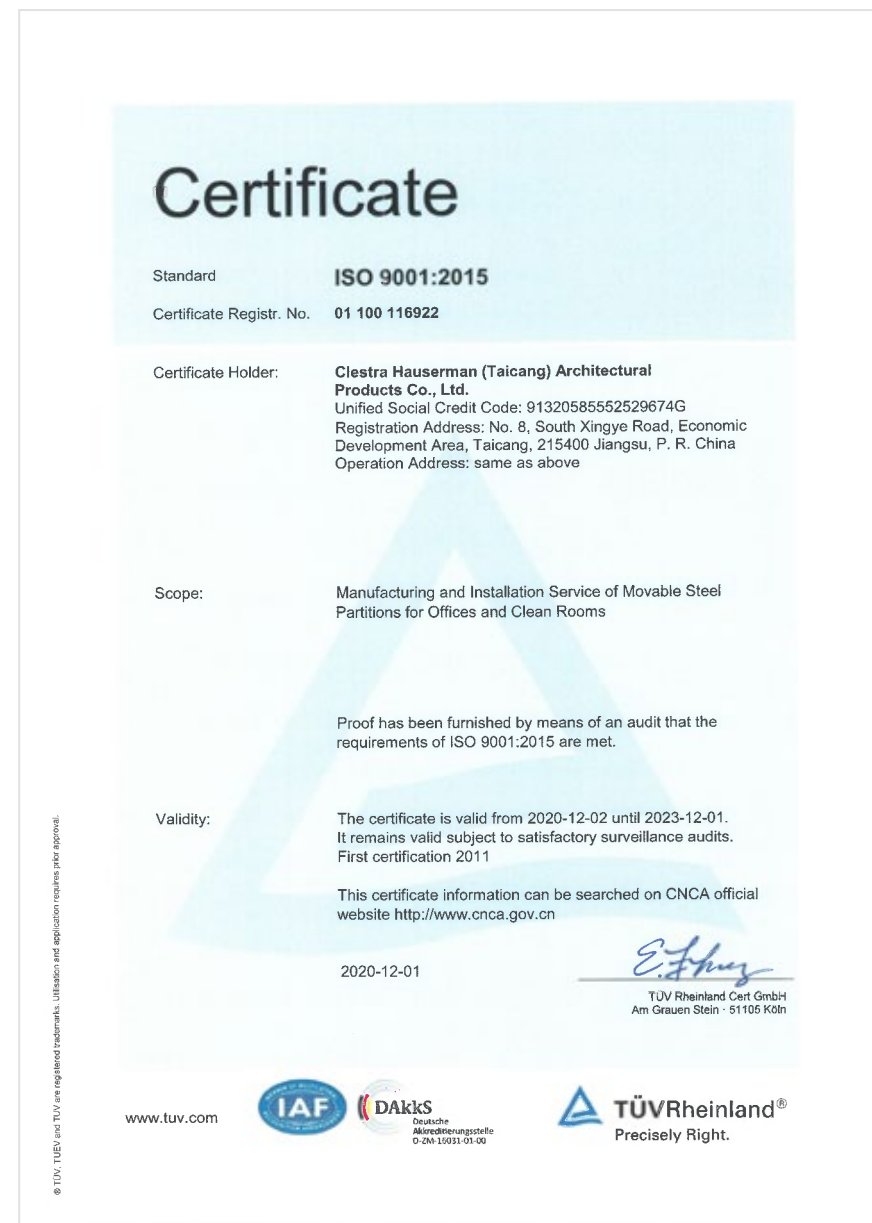 Certificate
Standard ISO 9001:2015
Certificate Registr. No. 01 100 116922
Certificate Holder: Clestra Hauserman (Taicang) Architectural
Products Co., Ltd.
Unified Social Credit Code: 91320585552529674G
Registration Address: No. 8, South Xingye Road, Economic
Development Area, Taicang, 215400 Jiangsu, P. R. China
Operation Address: same as above
Scope: Manufacturing and Installation Service of Movable Steel
Partitions for Offices and Clean Rooms
Proof has been furnished by means of an audit that the
requirements of ISO 9001:2015 are met.
Validity: The certificate is valid from 2020-12-02 until 2023-12-01.
It remains valid subject to satisfactory surveillance audits.
First certification 2011
This certificate information can be searched on CNCA official
website http://www.cnca.gov.cn
2020-12-01
TÜV Rheinland Cert GmbH
Am Grauen Stein · 51105 Köln
www.tuv.com
IAF
DAkkS
Deutsche
Akkreditierungsstelle
D-ZM-16031-01-00
TÜVRheinland®
Precisely Right.
® TÜV, TUEV and TUV are registered trademarks. Utilisation and application requires prior approval.